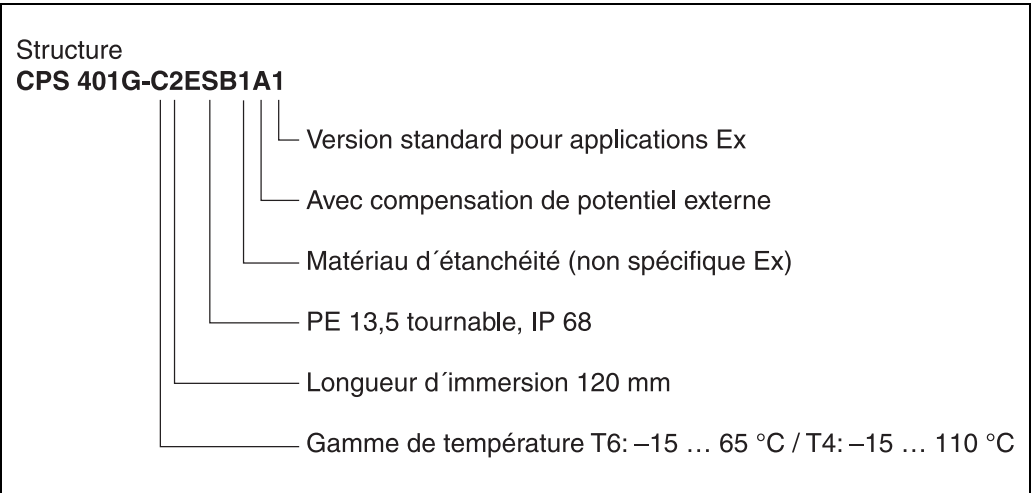 Structure
CPS 401G-C2ESB1A1
Version standard pour applications Ex
Avec compensation de potentiel externe
Matériau d´étanchéité (non spécifique Ex)
PE 13,5 tournable, IP 68
Longueur d´immersion 120 mm
Gamme de température T6: –15 … 65 °C / T4: –15 … 110 °C